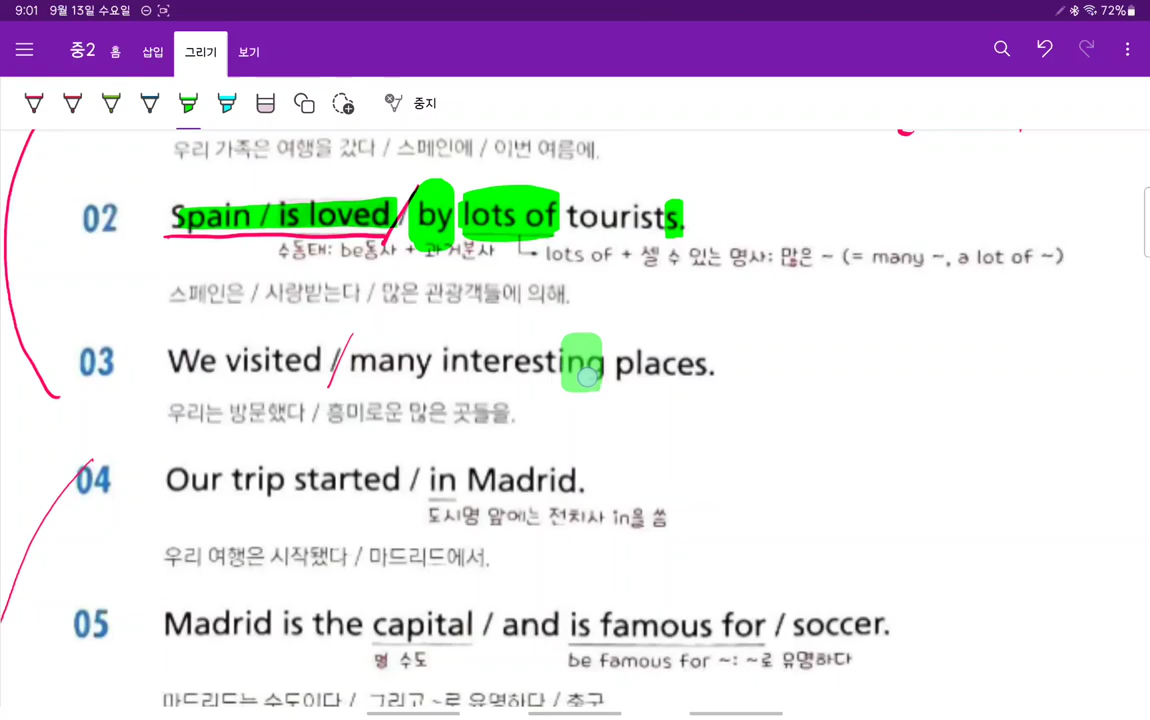 9:01 9월 13일 수요일 72%
중2 홈 삽입 그리기 보기
중지
우리 가족은 여행을 갔다 / 스페인에 / 이번 여름에.
02 Spain / is loved / by lots of tourists.
수동태: be동사 + 과거분사 lots of + 셀 수 있는 명사: 많은 ~ (= many ~, a lot of ~)
스페인은 / 사랑받는다 / 많은 관광객들에 의해.
03 We visited / many interesting places.
우리는 방문했다 / 흥미로운 많은 곳들을.
04 Our trip started / in Madrid.
도시명 앞에는 전치사 in을 씀
우리 여행은 시작됐다 / 마드리드에서.
05 Madrid is the capital / and is famous for / soccer.
명 수도 be famous for ~: ~로 유명하다
마드리드는 수도이다 / 그리고 ~로 유명하다 / 축구